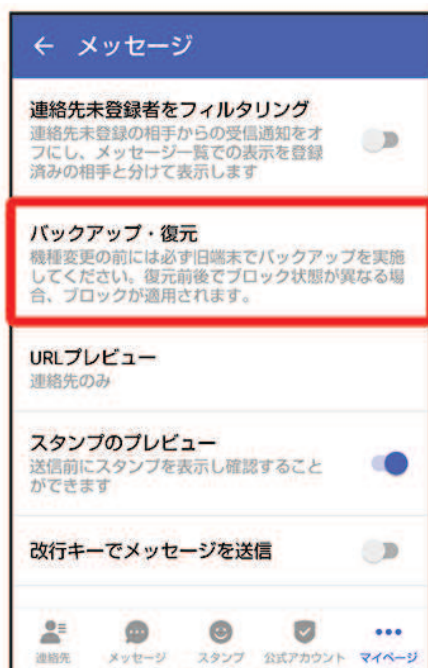 ← メッセージ
連絡先未登録者をフィルタリング
連絡先未登録の相手からの受信通知をオ
フにし、メッセージ一覧での表示を登録
済みの相手と分けて表示します
バックアップ・復元
機種変更の前には必ず旧端末でバックアップを実施
してください。復元前後でブロック状態が異なる場
合、ブロックが適用されます。
URLプレビュー
連絡先のみ
スタンプのプレビュー
送信前にスタンプを表示し確認すること
ができます
改行キーでメッセージを送信
連絡先 メッセージ スタンプ 公式アカウント マイページ